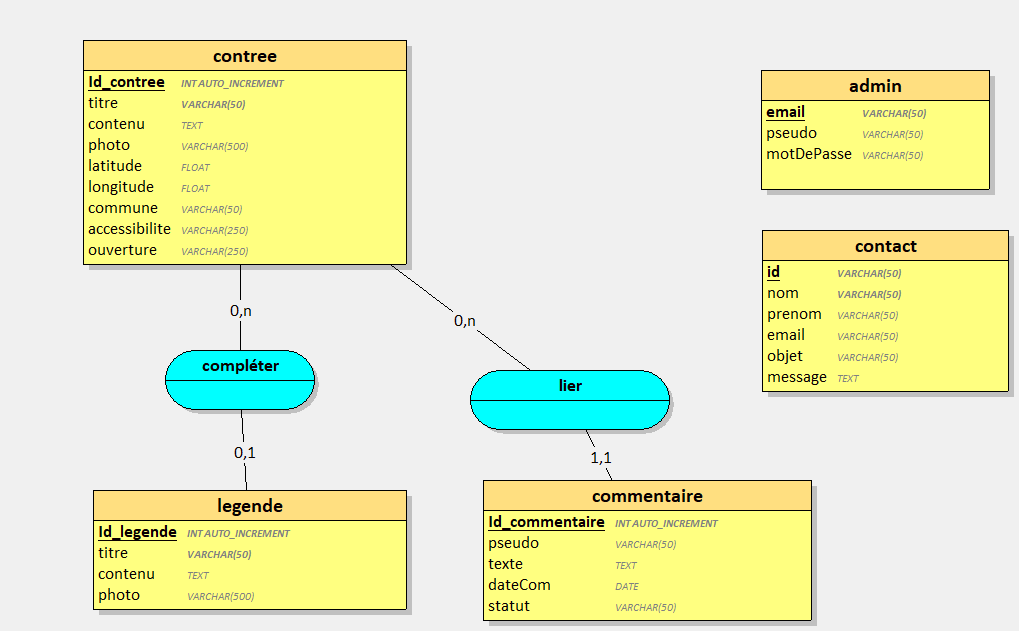 contree
Id_contree INT AUTO_INCREMENT
titre VARCHAR(50)
contenu TEXT
photo VARCHAR(500)
latitude FLOAT
longitude FLOAT
commune VARCHAR(50)
accessibilite VARCHAR(250)
ouverture VARCHAR(250)
admin
email VARCHAR(50)
pseudo VARCHAR(50)
motDePasse VARCHAR(50)
contact
id VARCHAR(50)
nom VARCHAR(50)
prenom VARCHAR(50)
email VARCHAR(50)
objet VARCHAR(50)
message TEXT
0,n
0,n
compléter
lier
0,1
1,1
legende
Id_legende INT AUTO_INCREMENT
titre VARCHAR(50)
contenu TEXT
photo VARCHAR(500)
commentaire
Id_commentaire INT AUTO_INCREMENT
pseudo VARCHAR(50)
texte TEXT
dateCom DATE
statut VARCHAR(50)